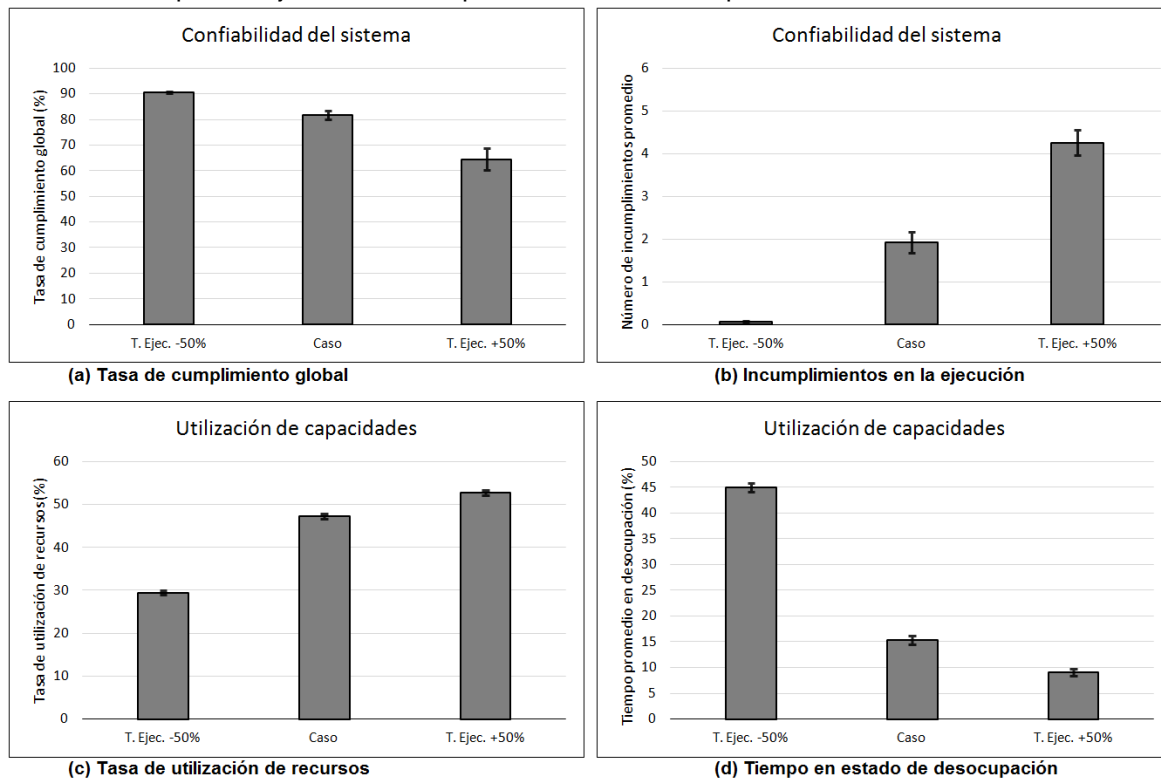 Confiabilidad del sistema
Tasa de cumplimiento global (%)
100
90
80
70
60
50
40
30
20
10
0
T. Ejec. -50% Caso T. Ejec. +50%
(a) Tasa de cumplimiento global
Confiabilidad del sistema
Número de incumplimientos promedio
6
5
4
3
2
1
0
T. Ejec. -50% Caso T. Ejec. +50%
(b) Incumplimientos en la ejecución
Utilización de capacidades
Tasa de utilización de recursos (%)
60
50
40
30
20
10
0
T. Ejec. -50% Caso T. Ejec. +50%
(c) Tasa de utilización de recursos
Utilización de capacidades
Tiempo promedio en desocupación (%)
50
45
40
35
30
25
20
15
10
5
0
T. Ejec. -50% Caso T. Ejec. +50%
(d) Tiempo en estado de desocupación